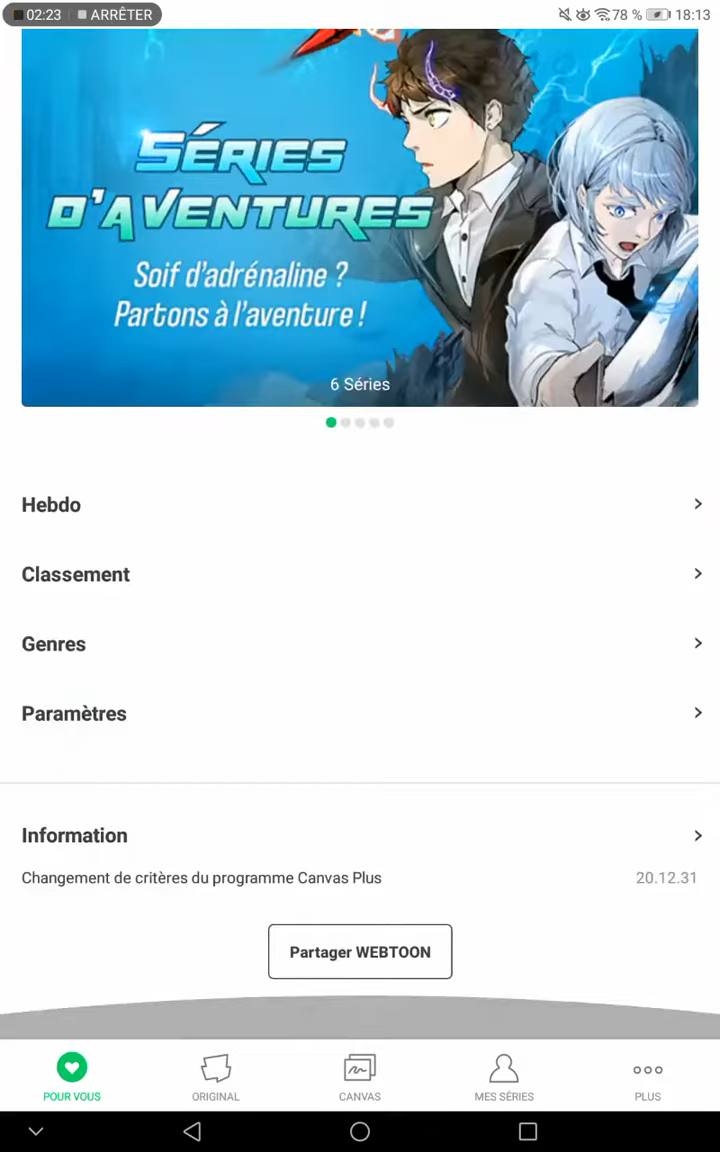 02:23 ARRÊTER 78 % 18:13
SÉRIES
D'AVENTURES
Soif d'adrénaline ?
Partons à l'aventure !
6 Séries
Hebdo
Classement
Genres
Paramètres
Information
Changement de critères du programme Canvas Plus 20.12.31
Partager WEBTOON
POUR VOUS ORIGINAL CANVAS MES SÉRIES PLUS